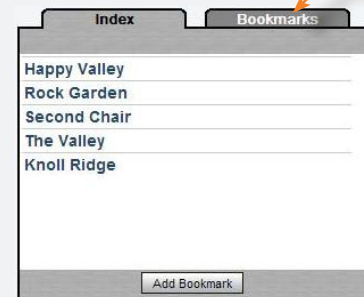 Index
Bookmarks
Happy Valley
Rock Garden
Second Chair
The Valley
Knoll Ridge
Add Bookmark